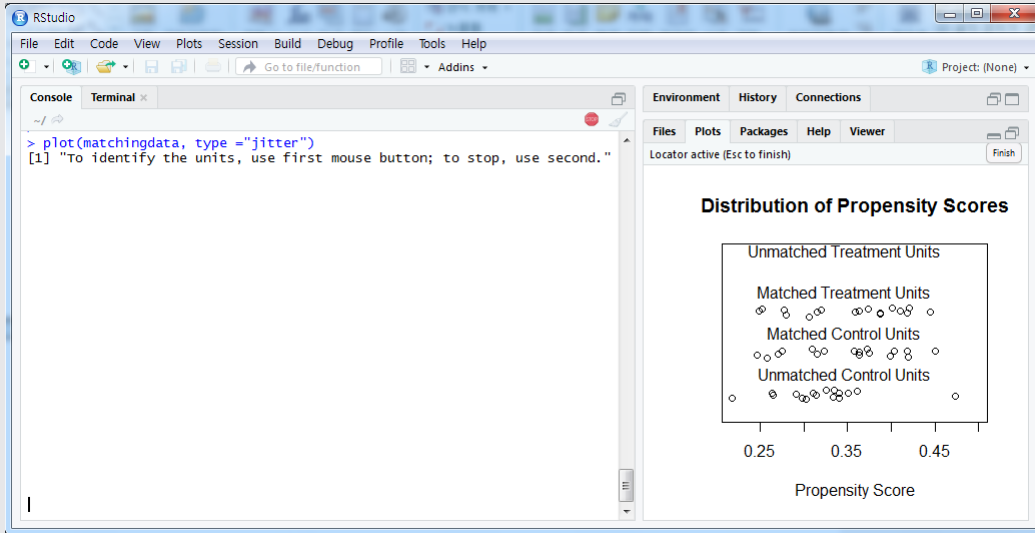 RStudio
File Edit Code View Plots Session Build Debug Profile Tools Help
Go to file/function Addins Project: (None)
Console Terminal
~/
> plot(matchingdata, type ="jitter")
[1] "To identify the units, use first mouse button; to stop, use second."
Environment History Connections
Files Plots Packages Help Viewer
Locator active (Esc to finish) Finish
Distribution of Propensity Scores
Unmatched Treatment Units
Matched Treatment Units
Matched Control Units
Unmatched Control Units
0.25 0.35 0.45
Propensity Score